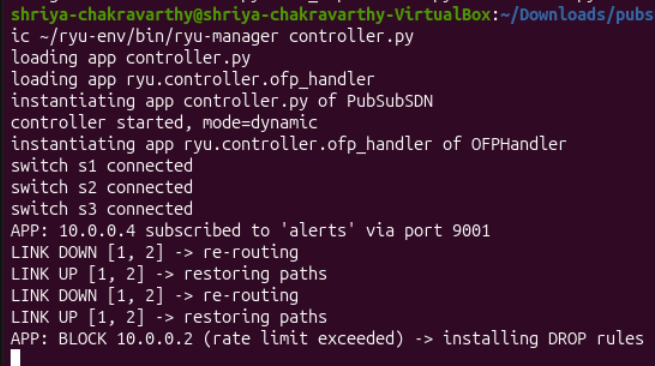 shriya-chakravarthy@shriya-chakravarthy-VirtualBox:~/Downloads/pubs
ic ~/ryu-env/bin/ryu-manager controller.py
loading app controller.py
loading app ryu.controller.ofp_handler
instantiating app controller.py of PubSubSDN
controller started, mode=dynamic
instantiating app ryu.controller.ofp_handler of OFPHandler
switch s1 connected
switch s2 connected
switch s3 connected
APP: 10.0.0.4 subscribed to 'alerts' via port 9001
LINK DOWN [1, 2] -> re-routing
LINK UP [1, 2] -> restoring paths
LINK DOWN [1, 2] -> re-routing
LINK UP [1, 2] -> restoring paths
APP: BLOCK 10.0.0.2 (rate limit exceeded) -> installing DROP rules